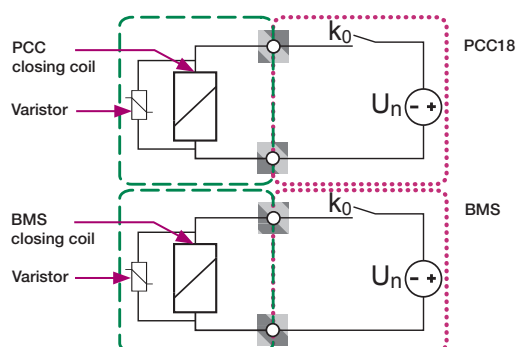 PCC
closing coil
Varistor
k0
Un
- +
PCC18
BMS
closing coil
Varistor
k0
Un
- +
BMS